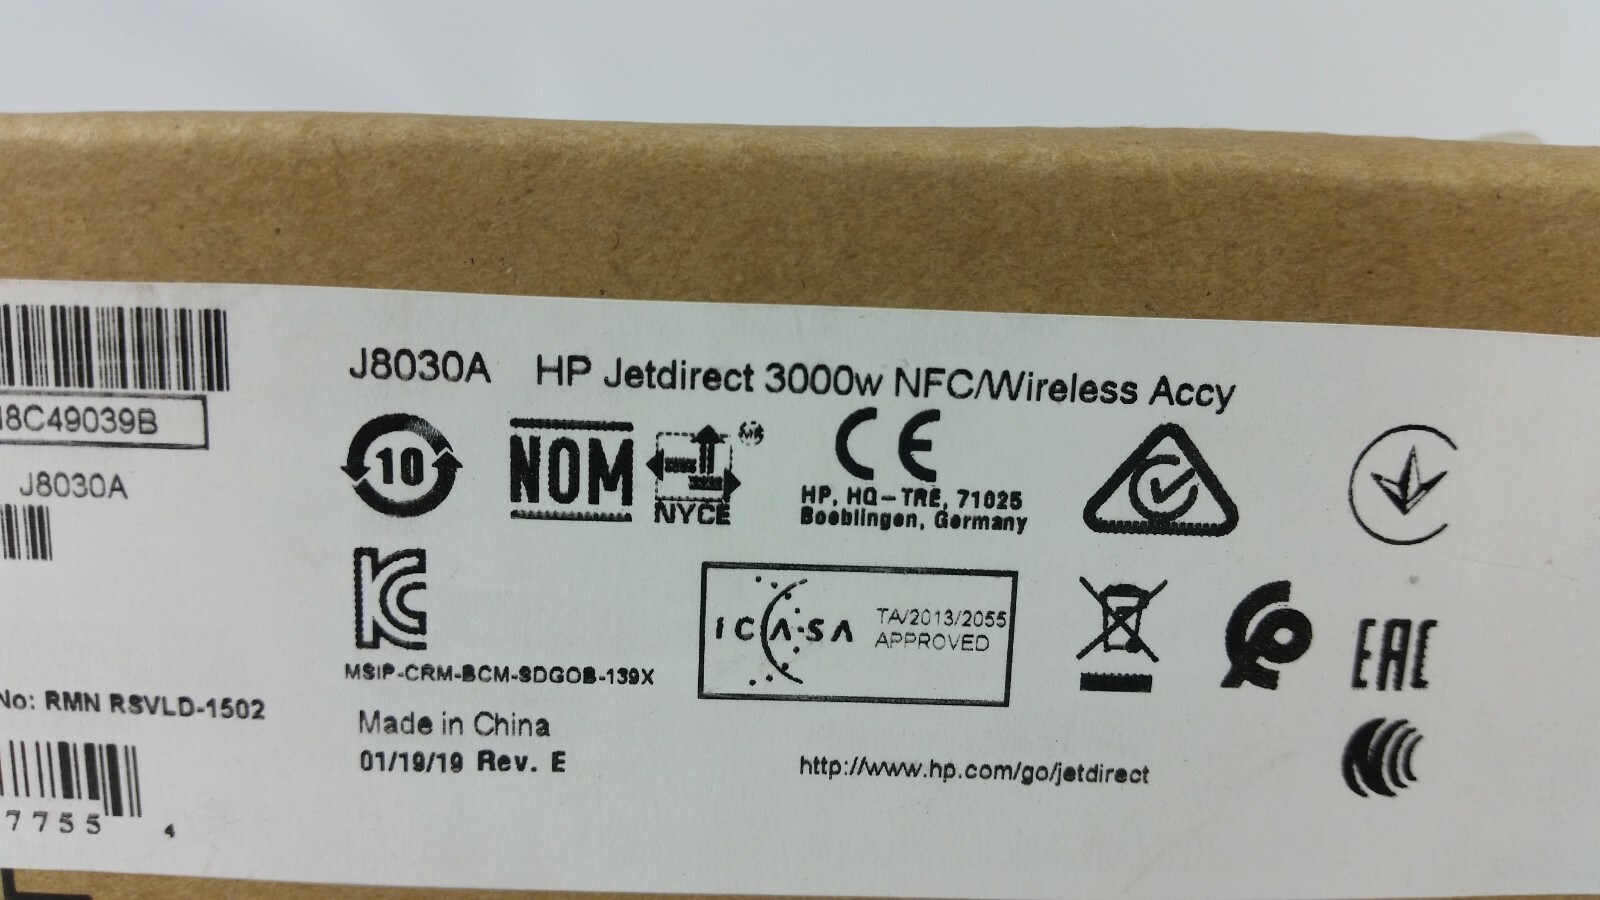 J8030A HP Jetdirect 3000w NFC/Wireless Accy
8C49039B
J8030A
10
NOM
NYCE
CE
HP, HQ-TRE, 71025
Boeblingen, Germany
KC
MSIP-CRM-BCM-SDGOB-139X
ICASA
TA/2013/2055
APPROVED
EAC
No: RMN RSVLD-1502
Made in China
01/19/19 Rev. E
http://www.hp.com/go/jetdirect
7755 4